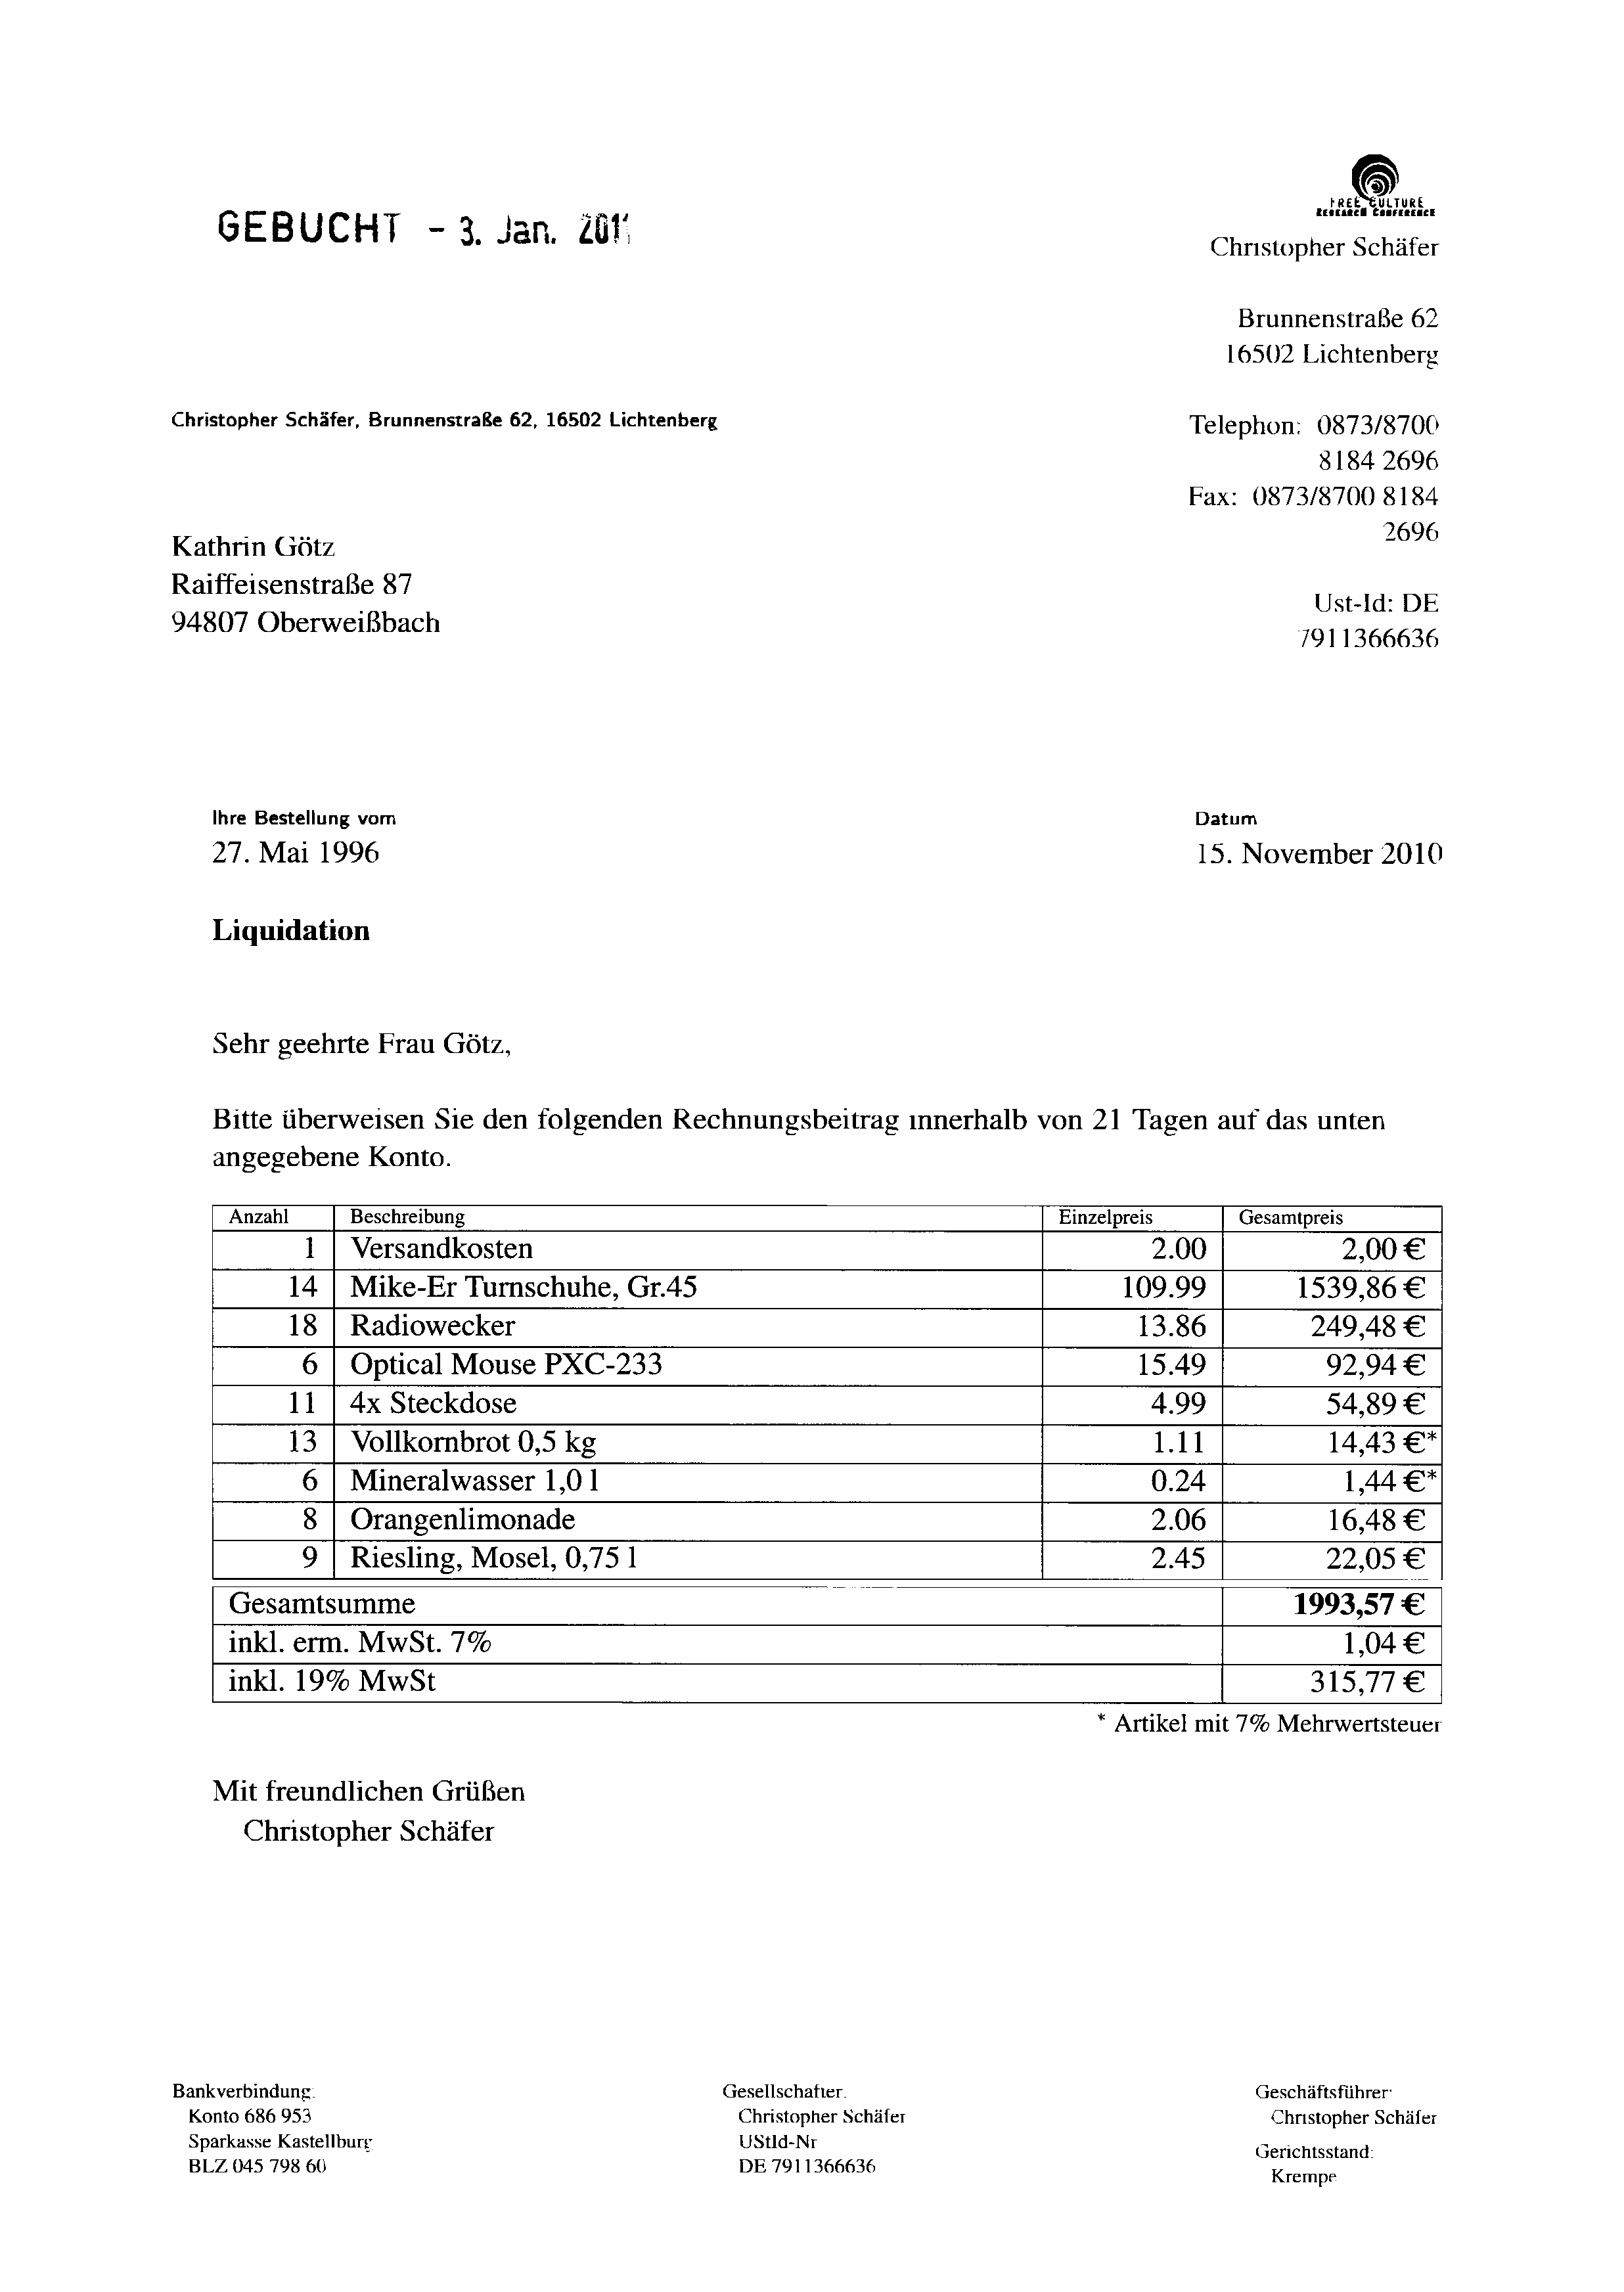 FREE CULTURE
RESEARCH CONFERENCE
GEBUCHT - 3. Jan. 2011
Christopher Schäfer
Brunnenstraße 62
16502 Lichtenberg
Christopher Schäfer, Brunnenstraße 62, 16502 Lichtenberg
Telephon: 0873/8700
8184 2696
Fax: 0873/8700 8184
2696
Kathrin Götz
Raiffeisenstraße 87
94807 Oberweißbach
Ust-Id: DE
7911366636
Ihre Bestellung vom
27. Mai 1996
Datum
15. November 2010
Liquidation
Sehr geehrte Frau Götz,
Bitte überweisen Sie den folgenden Rechnungsbeitrag innerhalb von 21 Tagen auf das unten
angegebene Konto.
Anzahl Beschreibung Einzelpreis Gesamtpreis
1 Versandkosten 2.00 2,00 €
14 Mike-Er Turnschuhe, Gr.45 109.99 1539,86 €
18 Radiowecker 13.86 249,48 €
6 Optical Mouse PXC-233 15.49 92,94 €
11 4x Steckdose 4.99 54,89 €
13 Vollkornbrot 0,5 kg 1.11 14,43 €*
6 Mineralwasser 1,0 l 0.24 1,44 €*
8 Orangenlimonade 2.06 16,48 €
9 Riesling, Mosel, 0,75 l 2.45 22,05 €
Gesamtsumme 1993,57 €
inkl. erm. MwSt. 7% 1,04 €
inkl. 19% MwSt 315,77 €
* Artikel mit 7% Mehrwertsteuer
Mit freundlichen Grüßen
Christopher Schäfer
Bankverbindung:
Konto 686 953
Sparkasse Kastellburg
BLZ 045 798 60
Gesellschafter:
Christopher Schäfer
UStId-Nr
DE 7911366636
Geschäftsführer:
Christopher Schäfer
Gerichtsstand:
Krempe